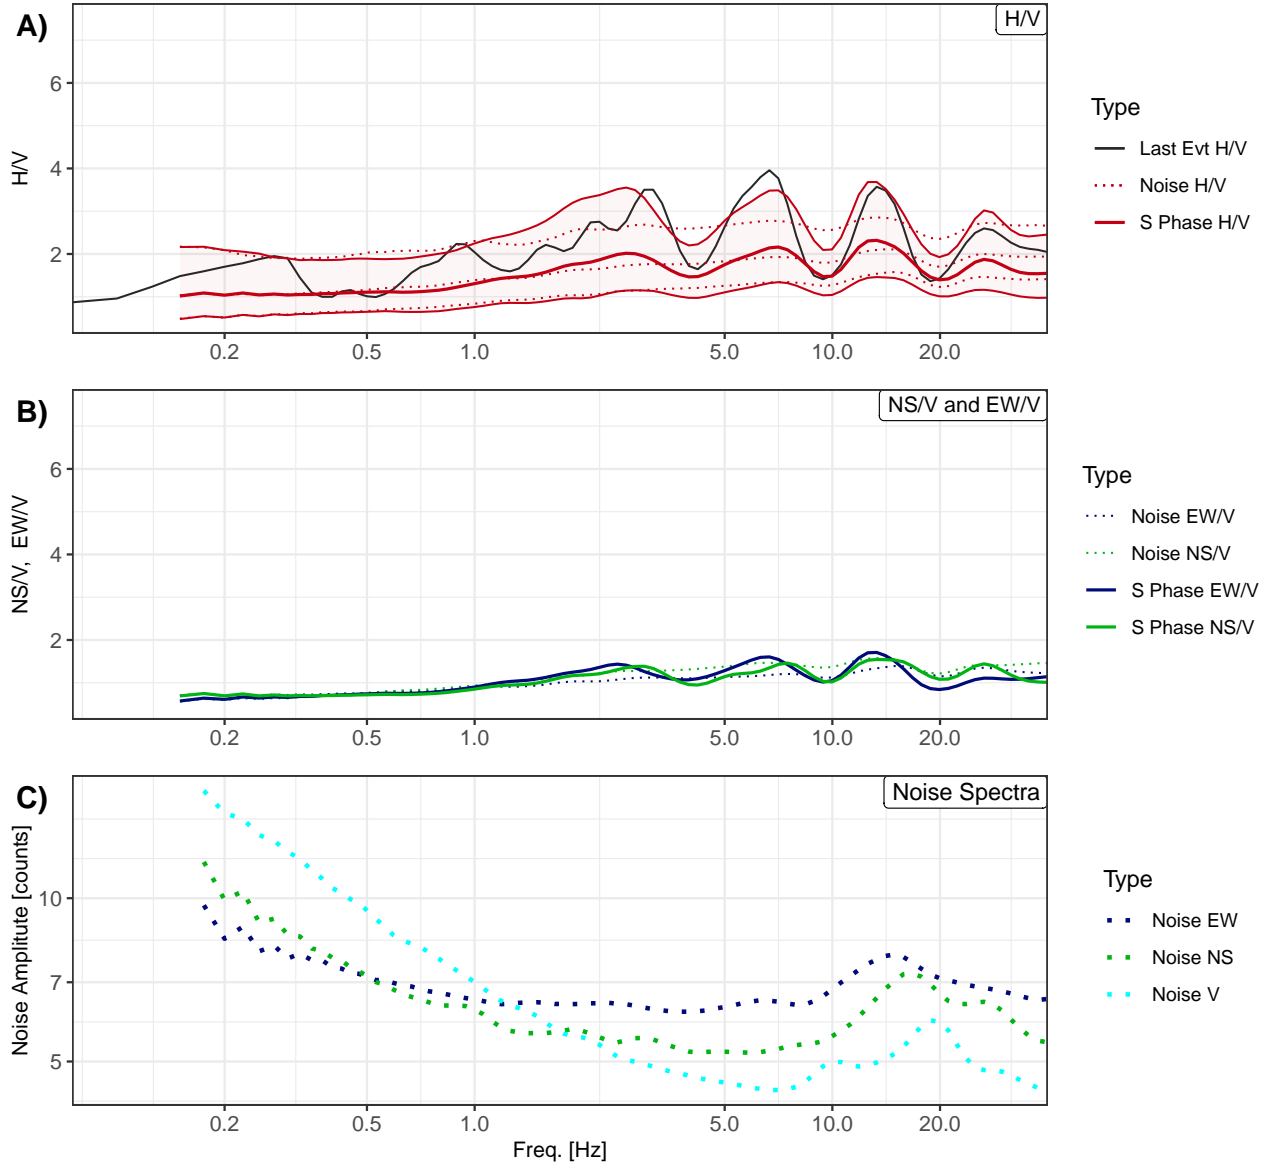 A)
H/V
6
4
2
H/V
0.2 0.5 1.0 5.0 10.0 20.0
Type
Last Evt H/V
Noise H/V
S Phase H/V
B)
NS/V and EW/V
6
4
2
NS/V,  EW/V
0.2 0.5 1.0 5.0 10.0 20.0
Type
Noise EW/V
Noise NS/V
S Phase EW/V
S Phase NS/V
C)
Noise Spectra
10
7
5
Noise Amplitute [counts]
0.2 0.5 1.0 5.0 10.0 20.0
Freq. [Hz]
Type
Noise EW
Noise NS
Noise V